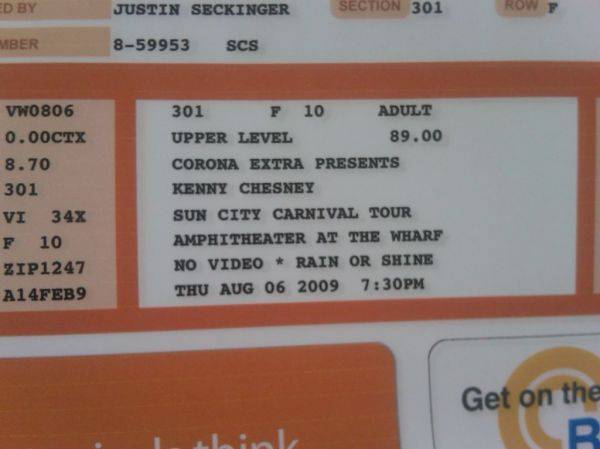 ED BY JUSTIN SECKINGER SECTION 301 ROW F
MBER 8-59953 SCS
VW0806
0.00CTX
8.70
301
VI 34X
F 10
ZIP1247
A14FEB9
301 F 10 ADULT
UPPER LEVEL 89.00
CORONA EXTRA PRESENTS
KENNY CHESNEY
SUN CITY CARNIVAL TOUR
AMPHITHEATER AT THE WHARF
NO VIDEO * RAIN OR SHINE
THU AUG 06 2009 7:30PM
think
Get on the
B